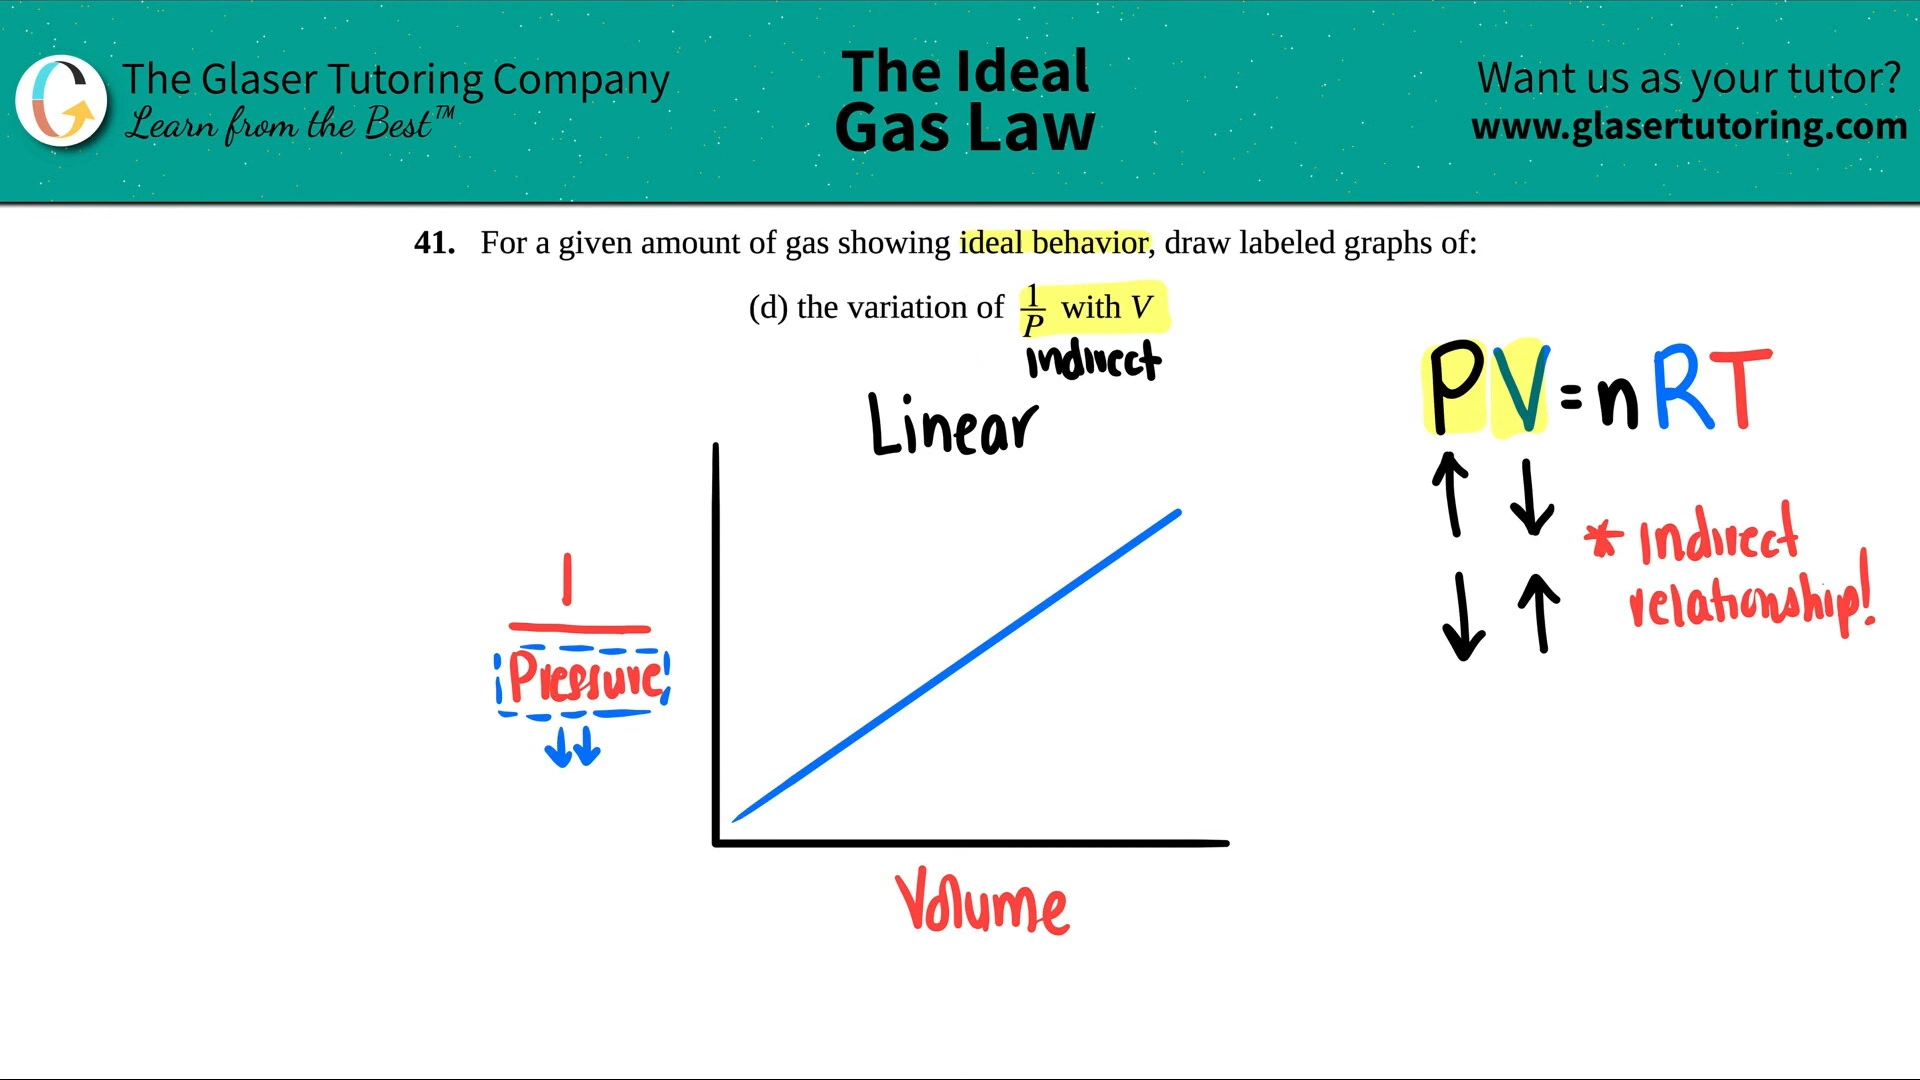 The Glaser Tutoring Company
Learn from the Best™
The Ideal
Gas Law
Want us as your tutor?
www.glasertutoring.com
41. For a given amount of gas showing ideal behavior, draw labeled graphs of:
(d) the variation of 1/P with V
indirect
Linear
PV=nRT
* indirect
relationship!
1
Pressure
Volume